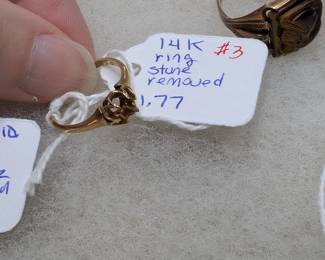 14K #3
ring
stone
removed
1.77